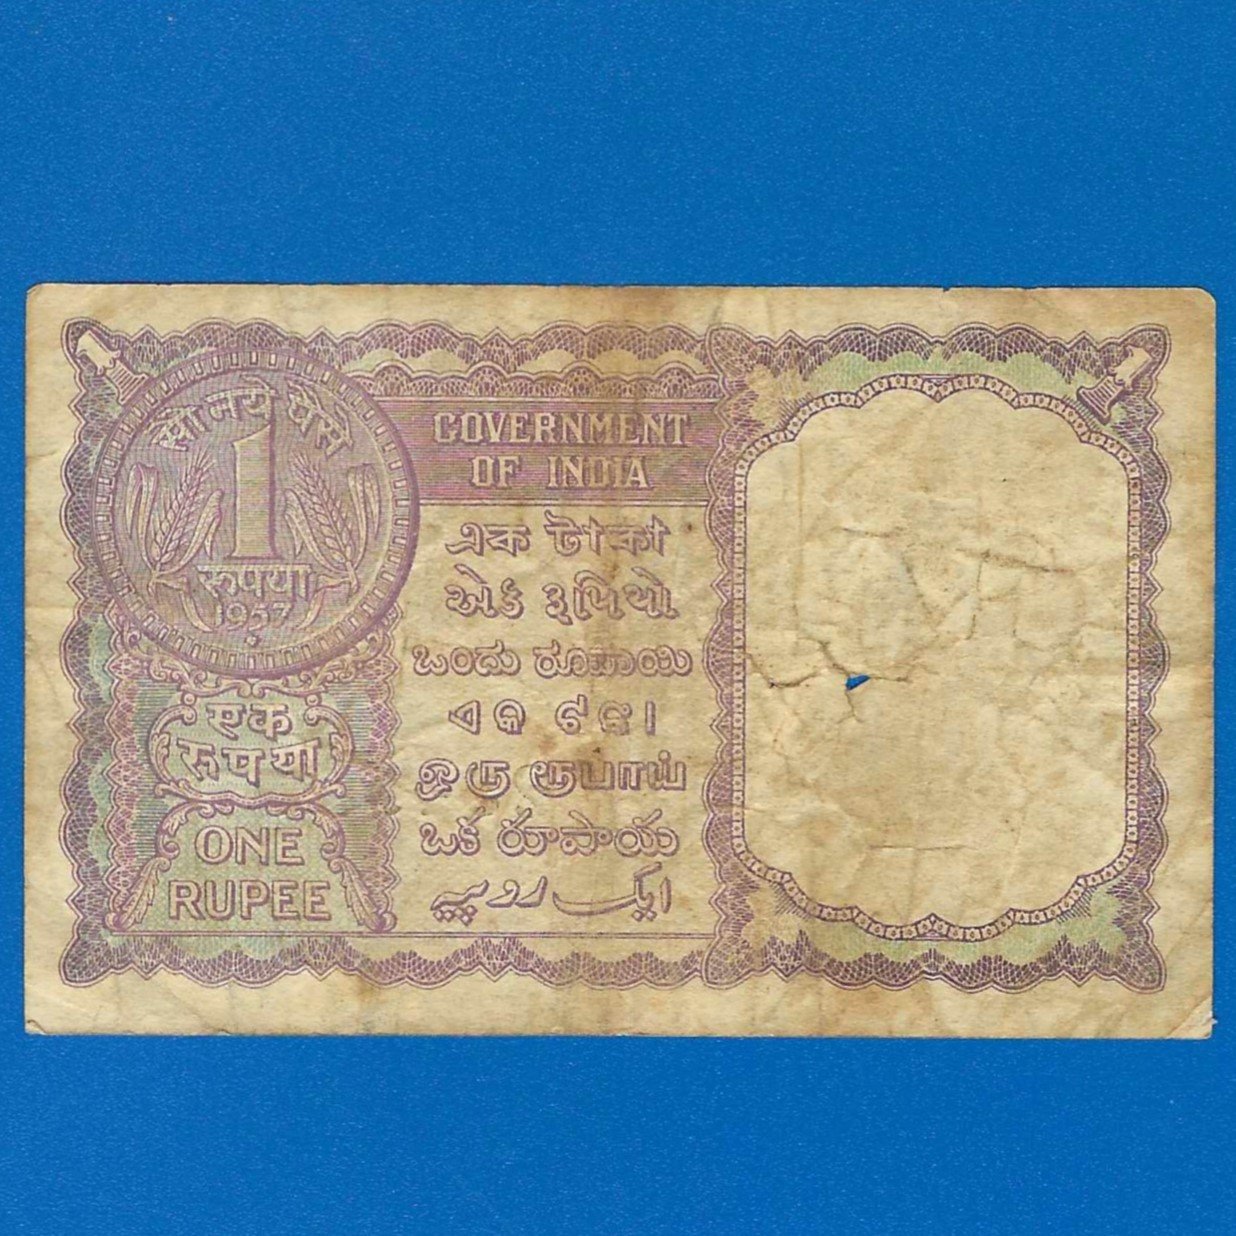 सौ नये पैसे
1
रुपया
1957
एक
रुपया
ONE
RUPEE
GOVERNMENT
OF INDIA
এক টাকা
એક રૂપિયો
ಒಂದು ರೂಪಾಯಿ
ଏକ ଟଙ୍କା
ஒரு ரூபாய்
ఒక రూపాయ
ایک روپیہ